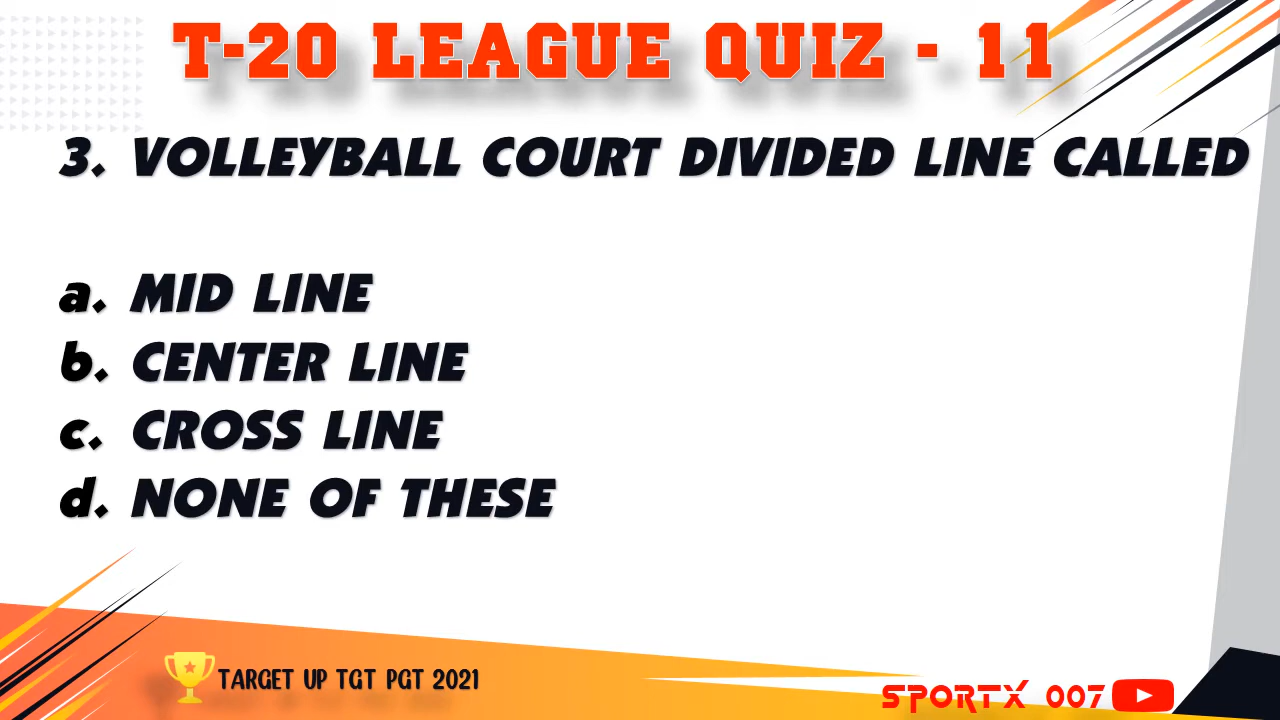 T-20 LEAGUE QUIZ - 11
3. VOLLEYBALL COURT DIVIDED LINE CALLED
a. MID LINE
b. CENTER LINE
c. CROSS LINE
d. NONE OF THESE
TARGET UP TGT PGT 2021
SPORTX 007